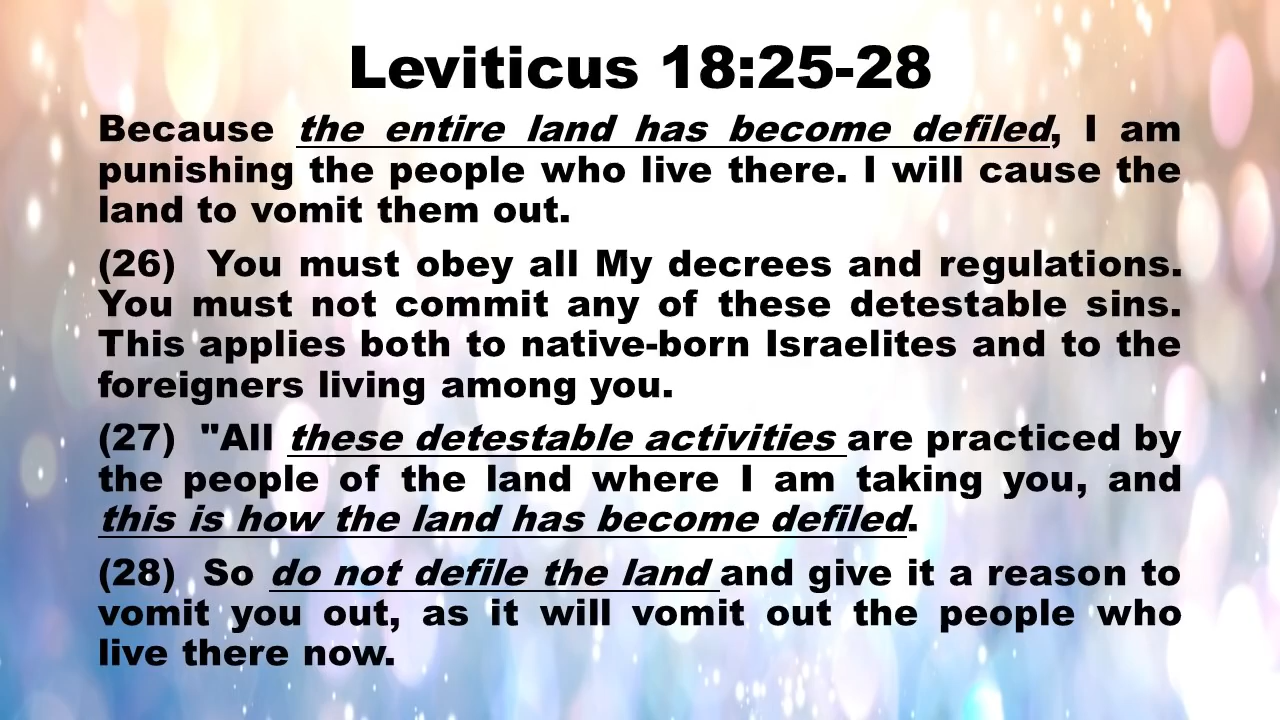 Leviticus 18:25-28
Because the entire land has become defiled, I am
punishing the people who live there. I will cause the
land to vomit them out.
(26)  You must obey all My decrees and regulations.
You must not commit any of these detestable sins.
This applies both to native-born Israelites and to the
foreigners living among you.
(27)  "All these detestable activities are practiced by
the people of the land where I am taking you, and
this is how the land has become defiled.
(28)  So do not defile the land and give it a reason to
vomit you out, as it will vomit out the people who
live there now.